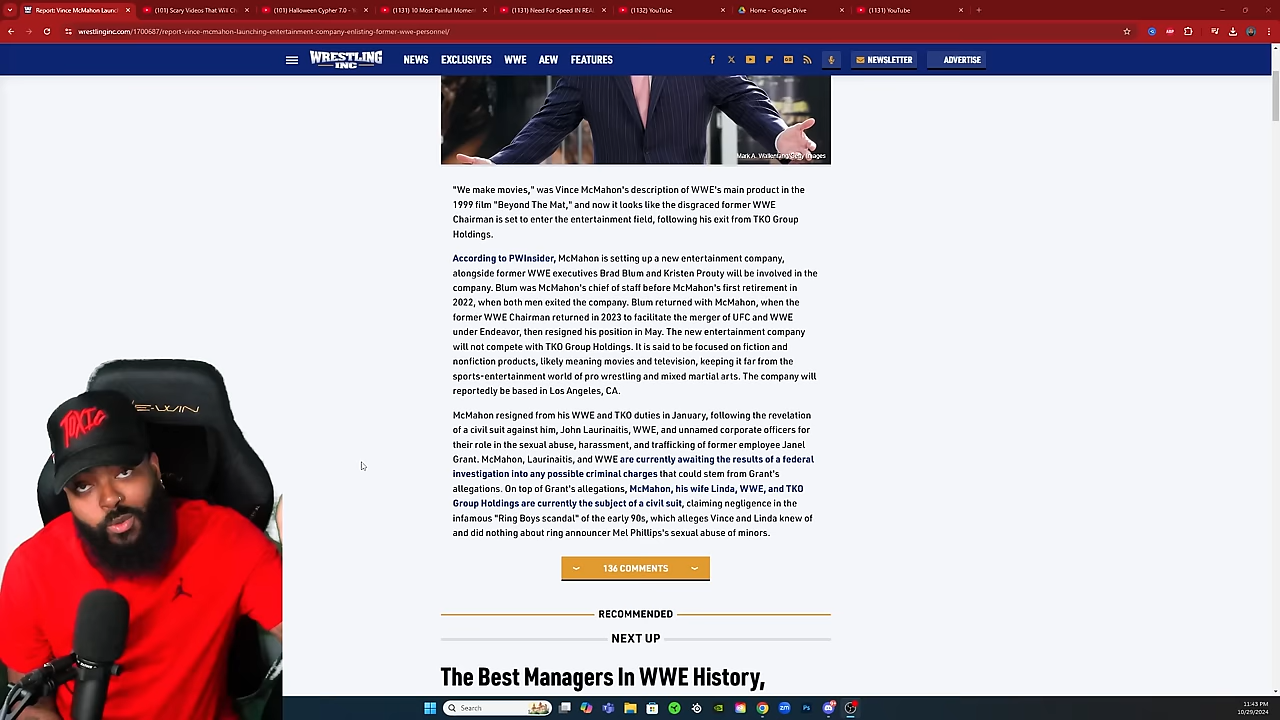 Report: Vince McMahon Launc
(101) Scary Videos That Will Ch
(101) Halloween Cypher 7.0 -
(1131) 10 Most Painful Momen
(1131) Need For Speed IN REA
(1132) YouTube
Home - Google Drive
(1131) YouTube
wrestlinginc.com/1700687/report-vince-mcmahon-launching-entertainment-company-enlisting-former-wwe-personnel/
WRESTLING
INC
NEWS
EXCLUSIVES
WWE
AEW
FEATURES
NEWSLETTER
ADVERTISE
Mark A. Wallenfang/Getty Images
"We make movies," was Vince McMahon's description of WWE's main product in the
1999 film "Beyond The Mat," and now it looks like the disgraced former WWE
Chairman is set to enter the entertainment field, following his exit from TKO Group
Holdings.
According to PWInsider, McMahon is setting up a new entertainment company,
alongside former WWE executives Brad Blum and Kristen Prouty will be involved in the
company. Blum was McMahon's chief of staff before McMahon's first retirement in
2022, when both men exited the company. Blum returned with McMahon, when the
former WWE Chairman returned in 2023 to facilitate the merger of UFC and WWE
under Endeavor, then resigned his position in May. The new entertainment company
will not compete with TKO Group Holdings. It is said to be focused on fiction and
nonfiction products, likely meaning movies and television, keeping it far from the
sports-entertainment world of pro wrestling and mixed martial arts. The company will
reportedly be based in Los Angeles, CA.
McMahon resigned from his WWE and TKO duties in January, following the revelation
of a civil suit against him, John Laurinaitis, WWE, and unnamed corporate officers for
their role in the sexual abuse, harassment, and trafficking of former employee Janel
Grant. McMahon, Laurinaitis, and WWE are currently awaiting the results of a federal
investigation into any possible criminal charges that could stem from Grant's
allegations. On top of Grant's allegations, McMahon, his wife Linda, WWE, and TKO
Group Holdings are currently the subject of a civil suit, claiming negligence in the
infamous "Ring Boys scandal" of the early 90s, which alleges Vince and Linda knew of
and did nothing about ring announcer Mel Phillips's sexual abuse of minors.
136 COMMENTS
RECOMMENDED
NEXT UP
The Best Managers In WWE History,
E-WIN
TOXIC
Search
11:43 PM
10/29/2024